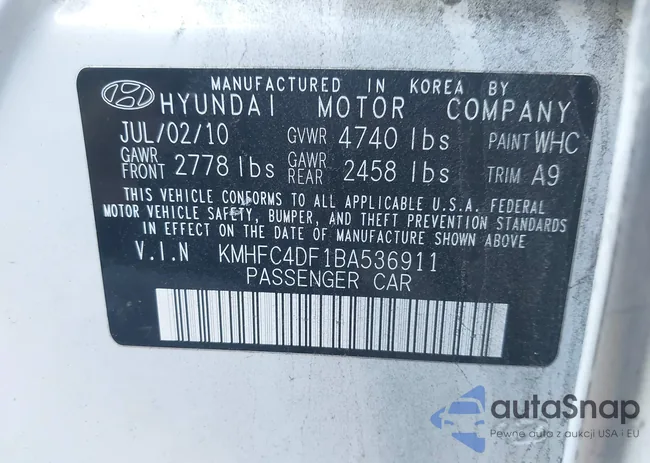 MANUFACTURED IN KOREA BY
HYUNDAI MOTOR COMPANY
JUL/02/10 GVWR 4740 lbs PAINT WHC
GAWR FRONT 2778 lbs GAWR REAR 2458 lbs TRIM A9
THIS VEHICLE CONFORMS TO ALL APPLICABLE U.S.A. FEDERAL
MOTOR VEHICLE SAFETY, BUMPER, AND THEFT PREVENTION STANDARDS
IN EFFECT ON THE DATE OF MANUFACTURE SHOWN ABOVE
V.I.N KMHFC4DF1BA536911
PASSENGER CAR
autoSnap
Pewne auta z aukcji USA i EU